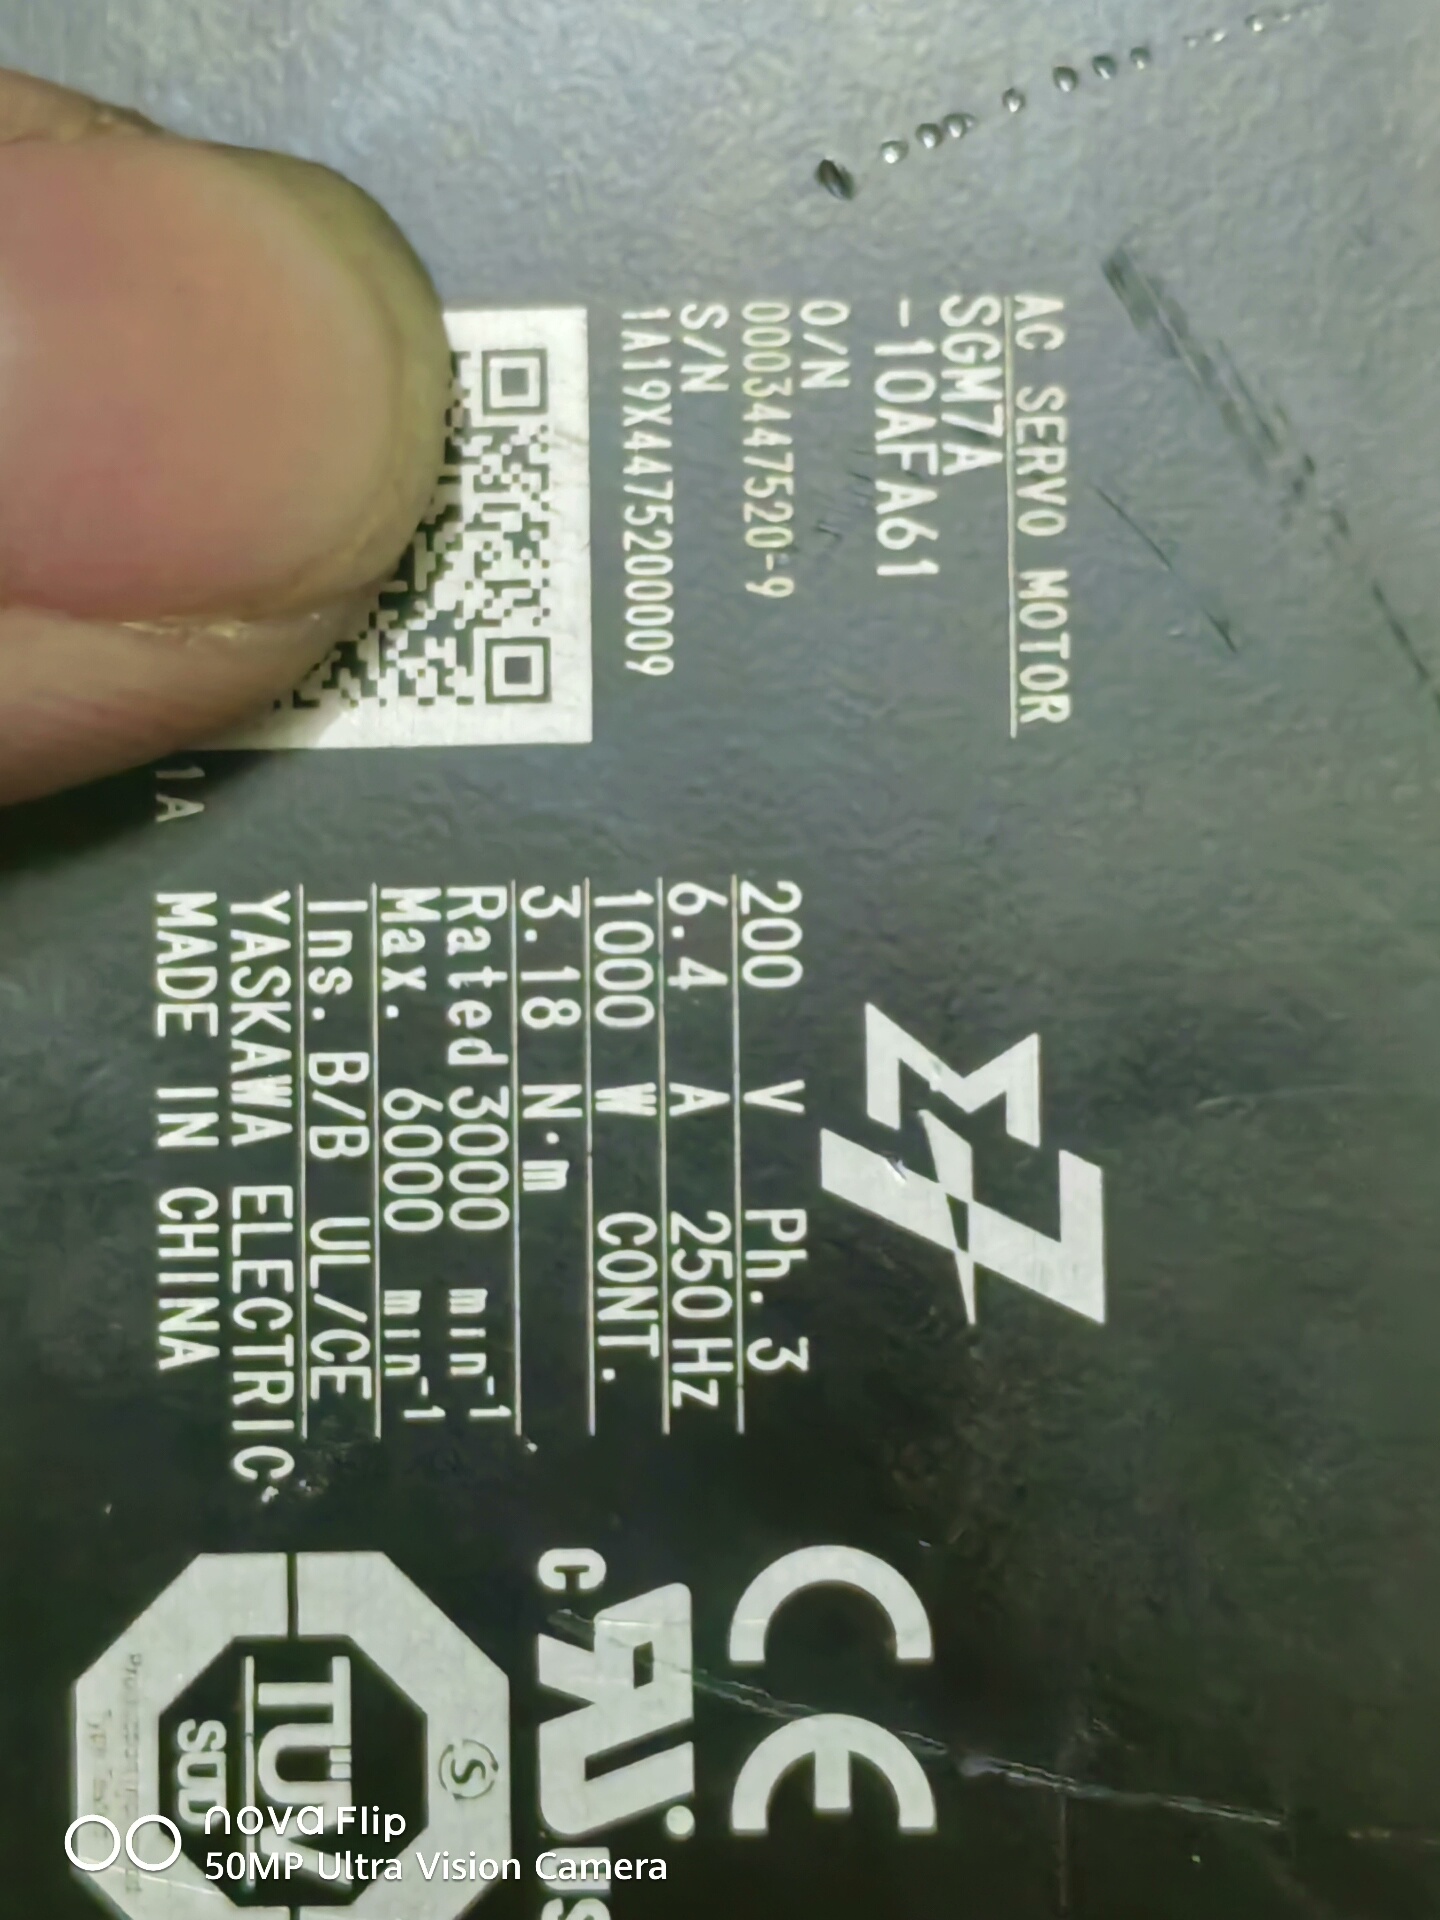 AC SERVO MOTOR
SGM7A
-10AFA61
O/N
0003447520-9
S/N
1A19X447520009
1A
200 V Ph. 3
6.4 A 250Hz
1000 W CONT.
3.18 N·m
Rated 3000 min⁻¹
Max. 6000 min⁻¹
Ins. B/B UL/CE
YASKAWA ELECTRIC
MADE IN CHINA
CE
c US
TÜV
SÜD
nova Flip
50MP Ultra Vision Camera